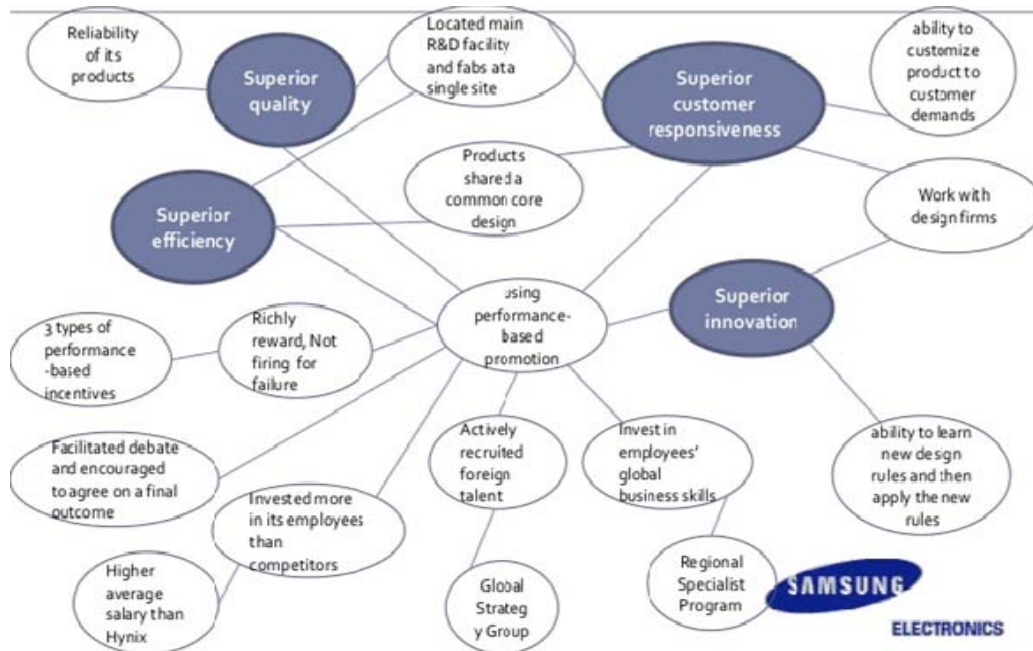 Reliability
of its
products
Superior
quality
Located main
R&D facility
and fabs at a
single site
Superior
customer
responsiveness
ability to
customize
product to
customer
demands
Products
shared a
common core
design
Work with
design firms
Superior
efficiency
using
performance-
based
promotion
Superior
innovation
3 types of
performance
-based
incentives
Richly
reward, Not
firing for
failure
Facilitated debate
and encouraged
to agree on a final
outcome
Invested more
in its employees
than
competitors
Actively
recruited
foreign
talent
Invest in
employees'
global
business skills
ability to learn
new design
rules and then
apply the new
rules
Higher
average
salary than
Hynix
Global
Strateg
y Group
Regional
Specialist
Program
SAMSUNG
ELECTRONICS